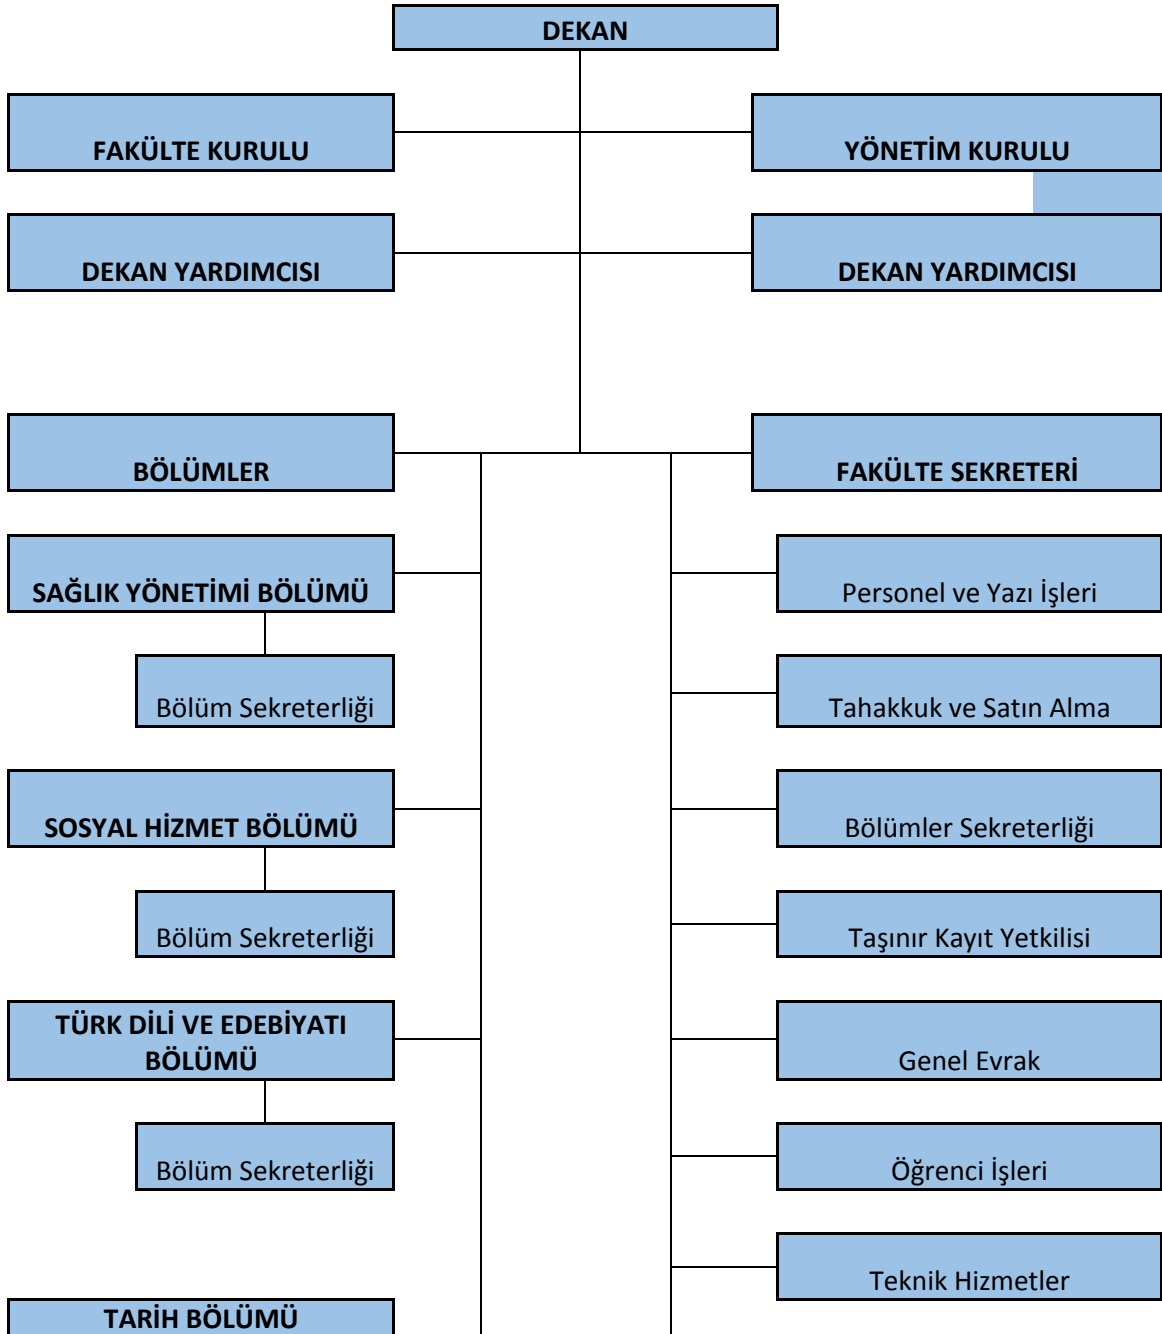 DEKAN
FAKÜLTE KURULU
YÖNETİM KURULU
DEKAN YARDIMCISI
DEKAN YARDIMCISI
BÖLÜMLER
FAKÜLTE SEKRETERİ
SAĞLIK YÖNETİMİ BÖLÜMÜ
Personel ve Yazı İşleri
Bölüm Sekreterliği
Tahakkuk ve Satın Alma
SOSYAL HİZMET BÖLÜMÜ
Bölümler Sekreterliği
Bölüm Sekreterliği
Taşınır Kayıt Yetkilisi
TÜRK DİLİ VE EDEBİYATI
BÖLÜMÜ
Genel Evrak
Bölüm Sekreterliği
Öğrenci İşleri
Teknik Hizmetler
TARİH BÖLÜMÜ